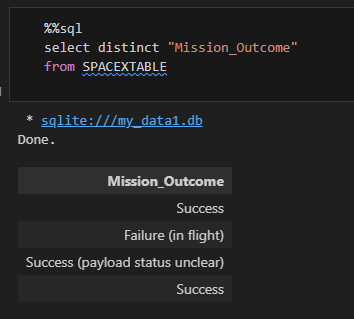 %%sql
select distinct "Mission_Outcome"
from SPACEXTABLE
* sqlite:///my_data1.db
Done.
Mission_Outcome
Success
Failure (in flight)
Success (payload status unclear)
Success